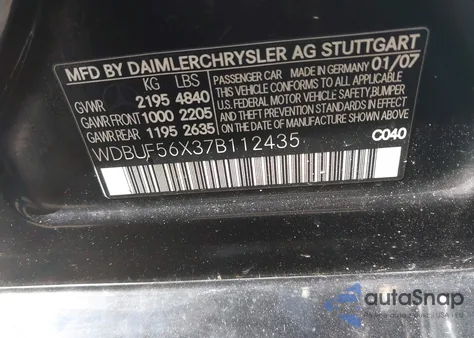 MFD BY DAIMLERCHRYSLER AG STUTTGART
KG LBS
GVWR 2195 4840
GAWR FRONT 1000 2205
GAWR REAR 1195 2635
PASSENGER CAR MADE IN GERMANY 01/07
THIS VEHICLE CONFORMS TO ALL APPLICABLE
U.S. FEDERAL MOTOR VEHICLE SAFETY, BUMPER
AND THEFT PREVENTION STANDARDS IN
EFFECT ON THE DATE OF MANUFACTURE
WDBUF56X37B112435
C040
autoSnap